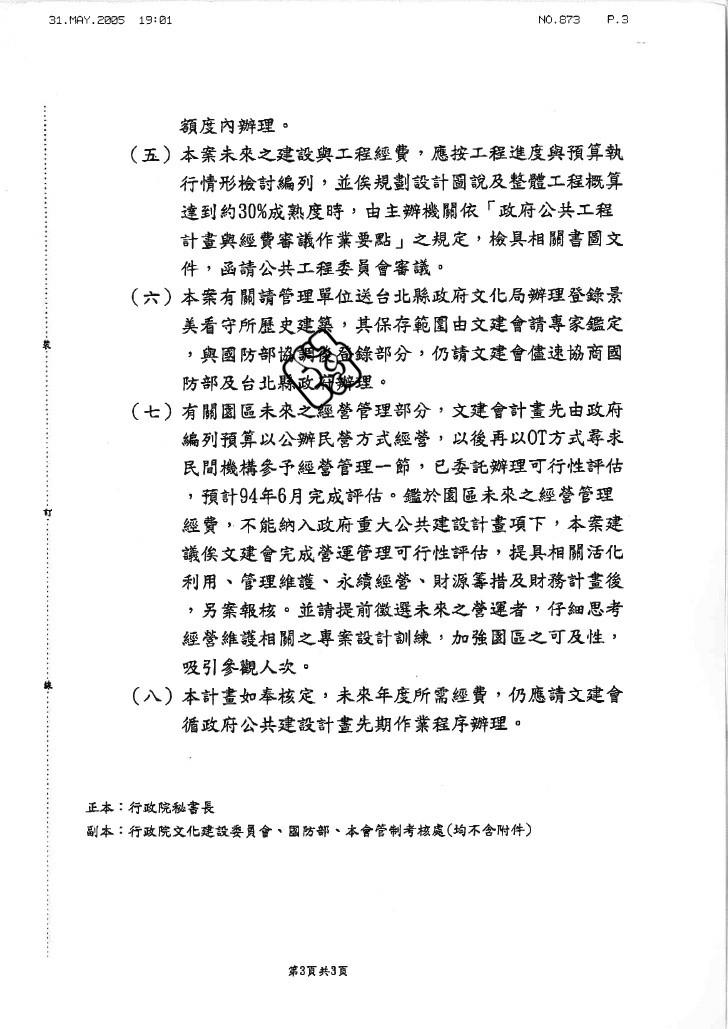 31.MAY.2005 19:01 NO.873 P.3
額度內辦理。
(五)本案未來之建設與工程經費，應按工程進度與預算執
行情形檢討編列，並俟規劃設計圖說及整體工程概算
達到約30%成熟度時，由主辦機關依「政府公共工程
計畫與經費審議作業要點」之規定，檢具相關書圖文
件，函請公共工程委員會審議。
(六)本案有關請管理單位送台北縣政府文化局辦理登錄景
美看守所歷史建築，其保存範圍由文建會請專家鑑定
，與國防部協調後登錄部分，仍請文建會儘速協商國
防部及台北縣政府辦理。
(七)有關園區未來之經營管理部分，文建會計畫先由政府
編列預算以公辦民營方式經營，以後再以OT方式尋求
民間機構參予經營管理一節，已委託辦理可行性評估
，預計94年6月完成評估。鑑於園區未來之經營管理
經費，不能納入政府重大公共建設計畫項下，本案建
議俟文建會完成營運管理可行性評估，提具相關活化
利用、管理維護、永續經營、財源籌措及財務計畫後
，另案報核。並請提前徵選未來之營運者，仔細思考
經營維護相關之專案設計訓練，加強園區之可及性，
吸引參觀人次。
(八)本計畫如奉核定，未來年度所需經費，仍應請文建會
循政府公共建設計畫先期作業程序辦理。
裝
訂
線
正本：行政院秘書長
副本：行政院文化建設委員會、國防部、本會管制考核處(均不含附件)
第3頁共3頁